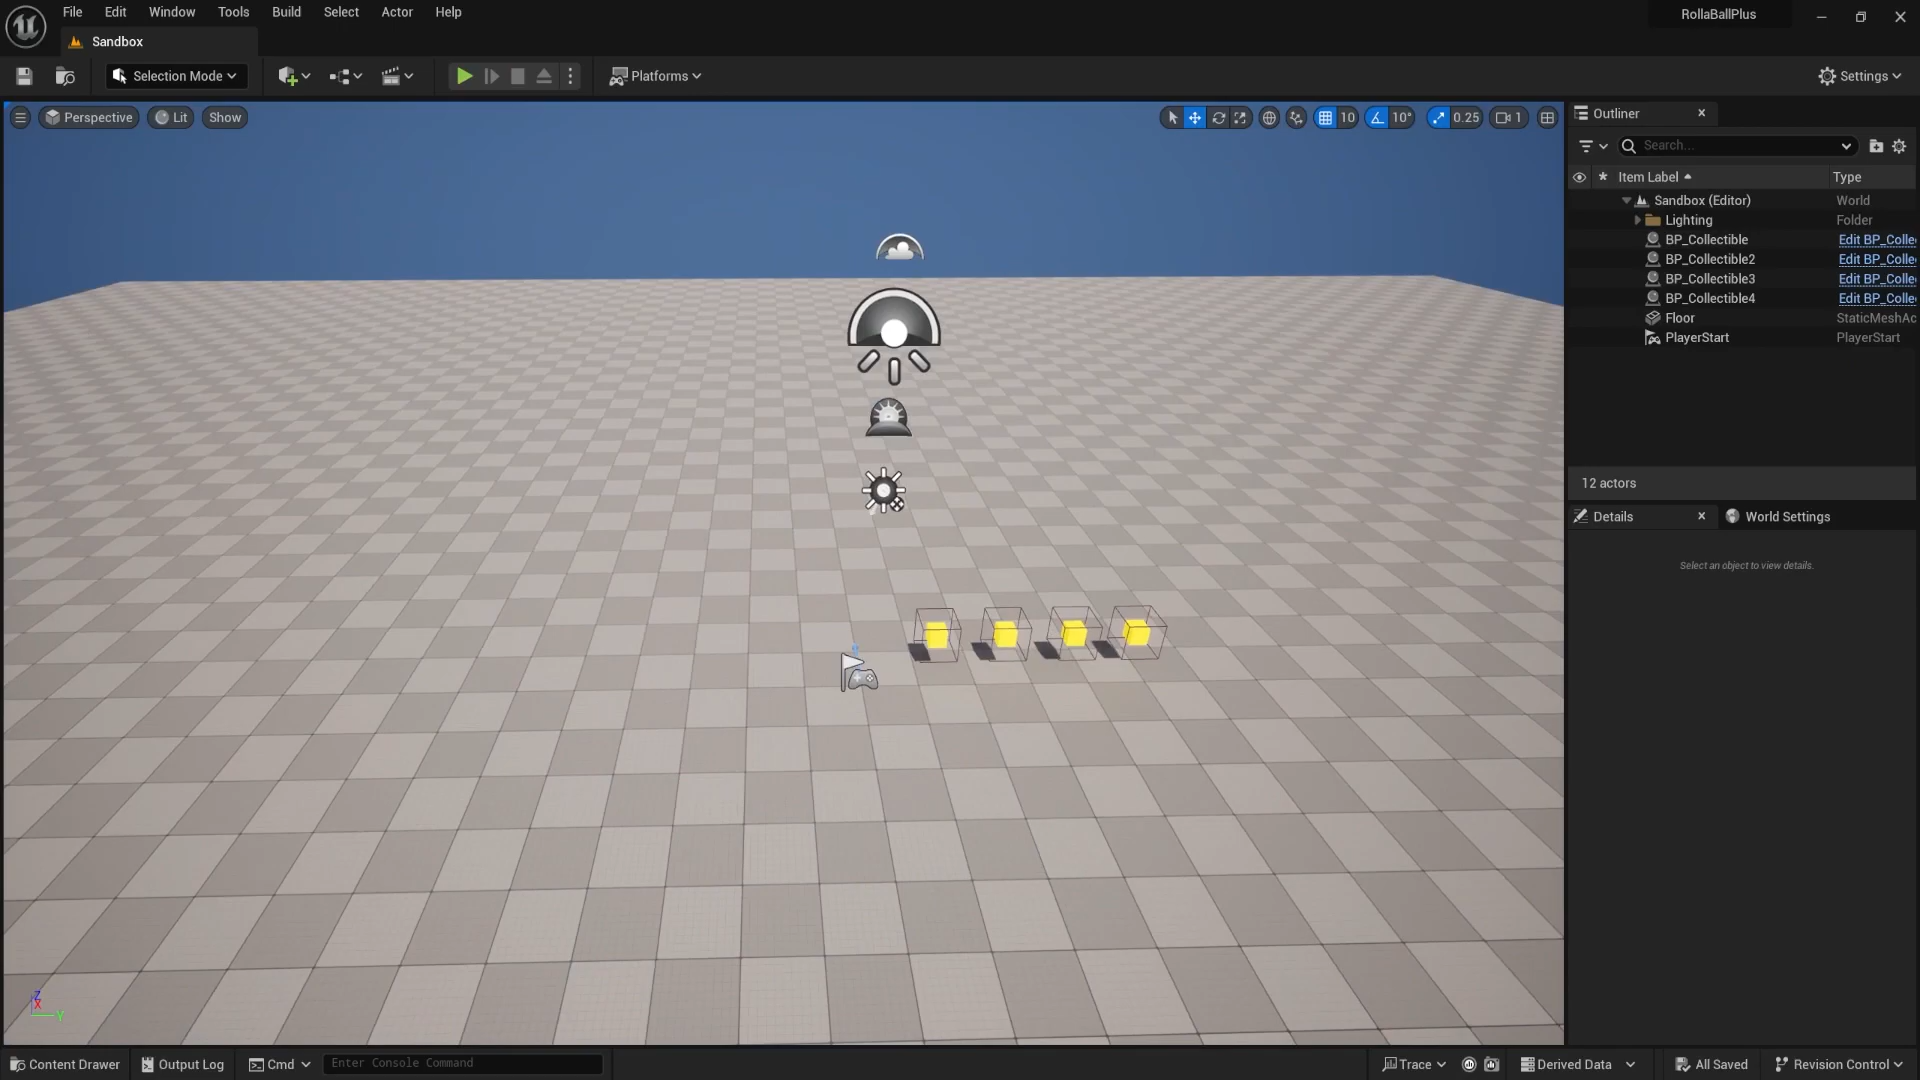 File Edit Window Tools Build Select Actor Help
RollaBallPlus
Sandbox
Selection Mode
Platforms
Settings
Perspective Lit Show
10 10° 0.25 1
Outliner
Search...
Item Label Type
Sandbox (Editor) World
Lighting Folder
BP_Collectible Edit BP_Colle
BP_Collectible2 Edit BP_Colle
BP_Collectible3 Edit BP_Colle
BP_Collectible4 Edit BP_Colle
Floor StaticMeshAc
PlayerStart PlayerStart
12 actors
Details World Settings
Select an object to view details.
Z
X
Y
Content Drawer Output Log Cmd Enter Console Command
Trace Derived Data All Saved Revision Control